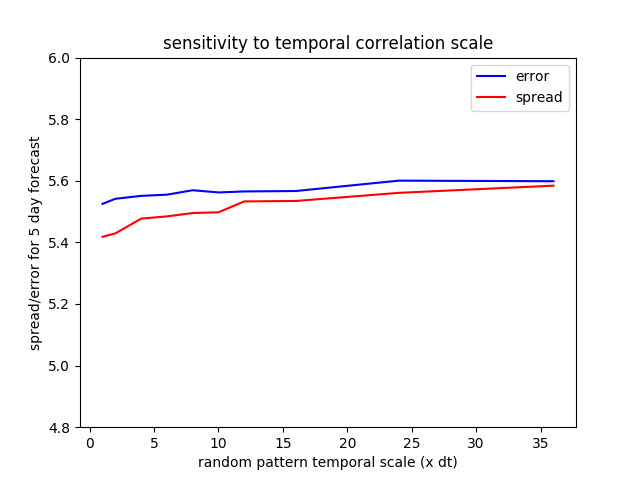 sensitivity to temporal correlation scale
error
spread
spread/error for 5 day forecast
6.0
5.8
5.6
5.4
5.2
5.0
4.8
0 5 10 15 20 25 30 35
random pattern temporal scale (x dt)